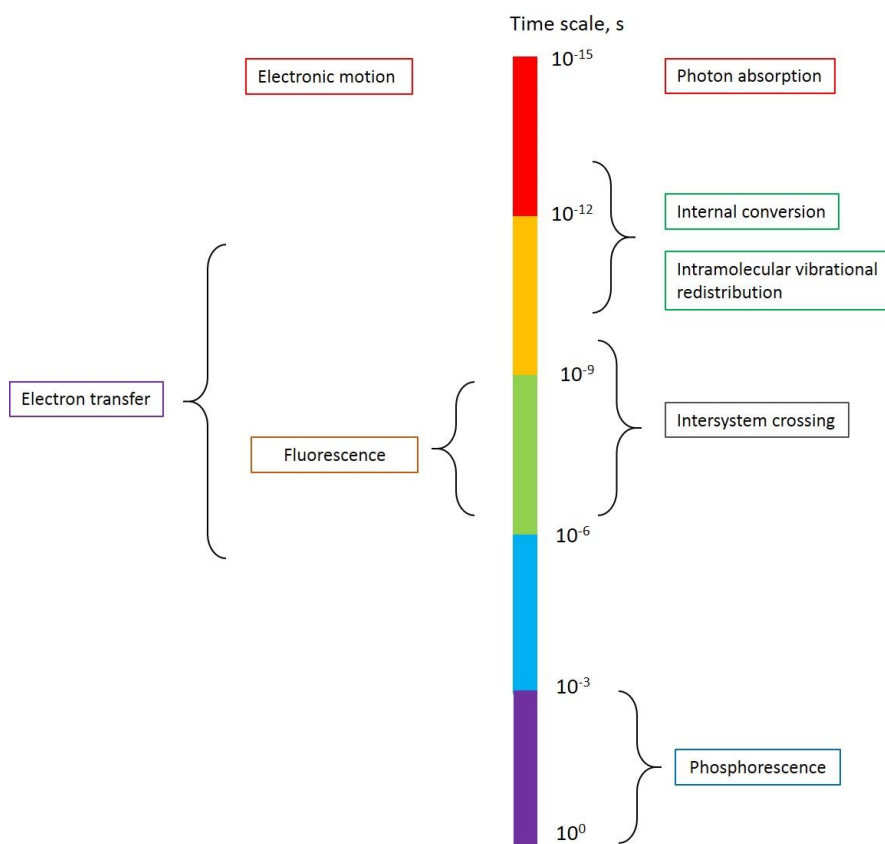 Time scale, s
10⁻¹⁵
Electronic motion
Photon absorption
10⁻¹²
Internal conversion
Intramolecular vibrational
redistribution
10⁻⁹
Electron transfer
Intersystem crossing
Fluorescence
10⁻⁶
10⁻³
Phosphorescence
10⁰